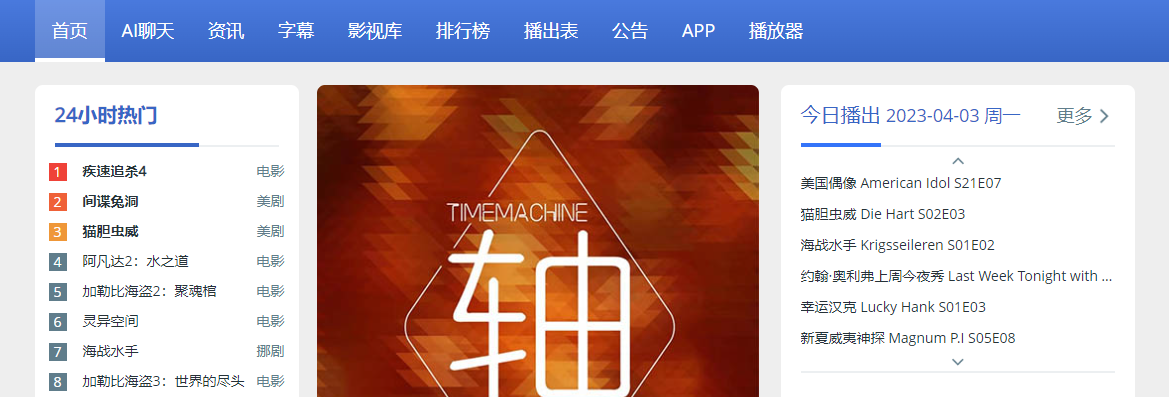 首页 AI聊天 资讯 字幕 影视库 排行榜 播出表 公告 APP 播放器
24小时热门
1 疾速追杀4 电影
2 间谍兔洞 美剧
3 猫胆虫威 美剧
4 阿凡达2：水之道 电影
5 加勒比海盗2：聚魂棺 电影
6 灵异空间 电影
7 海战水手 挪剧
8 加勒比海盗3：世界的尽头 电影
TIMEMACHINE
轴
今日播出 2023-04-03 周一 更多
美国偶像 American Idol S21E07
猫胆虫威 Die Hart S02E03
海战水手 Krigsseileren S01E02
约翰·奥利弗上周今夜秀 Last Week Tonight with ...
幸运汉克 Lucky Hank S01E03
新夏威夷神探 Magnum P.I S05E08